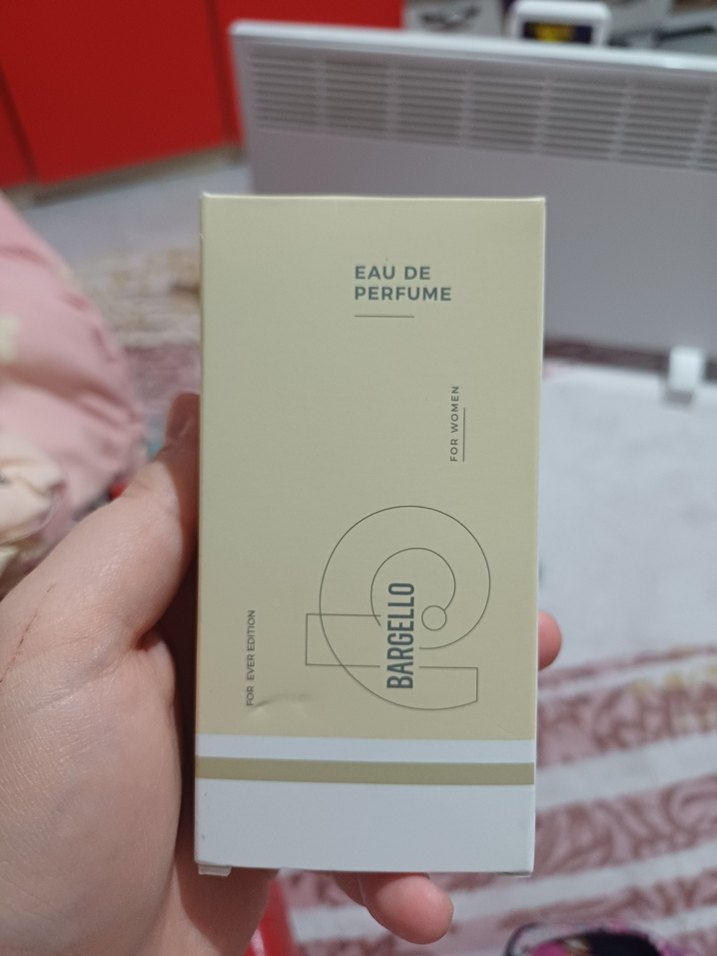 EAU DE
PERFUME
FOR WOMEN
BARGELLO
FOR EVER EDITION